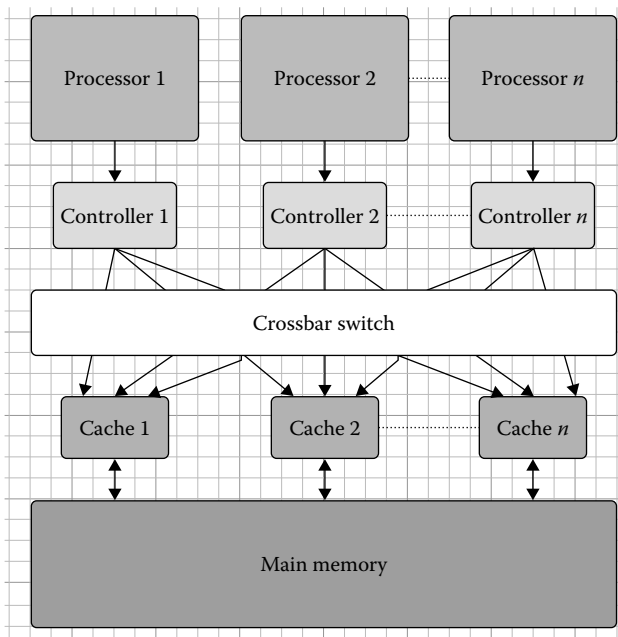 Processor 1
Processor 2
Processor n
Controller 1
Controller 2
Controller n
Crossbar switch
Cache 1
Cache 2
Cache n
Main memory